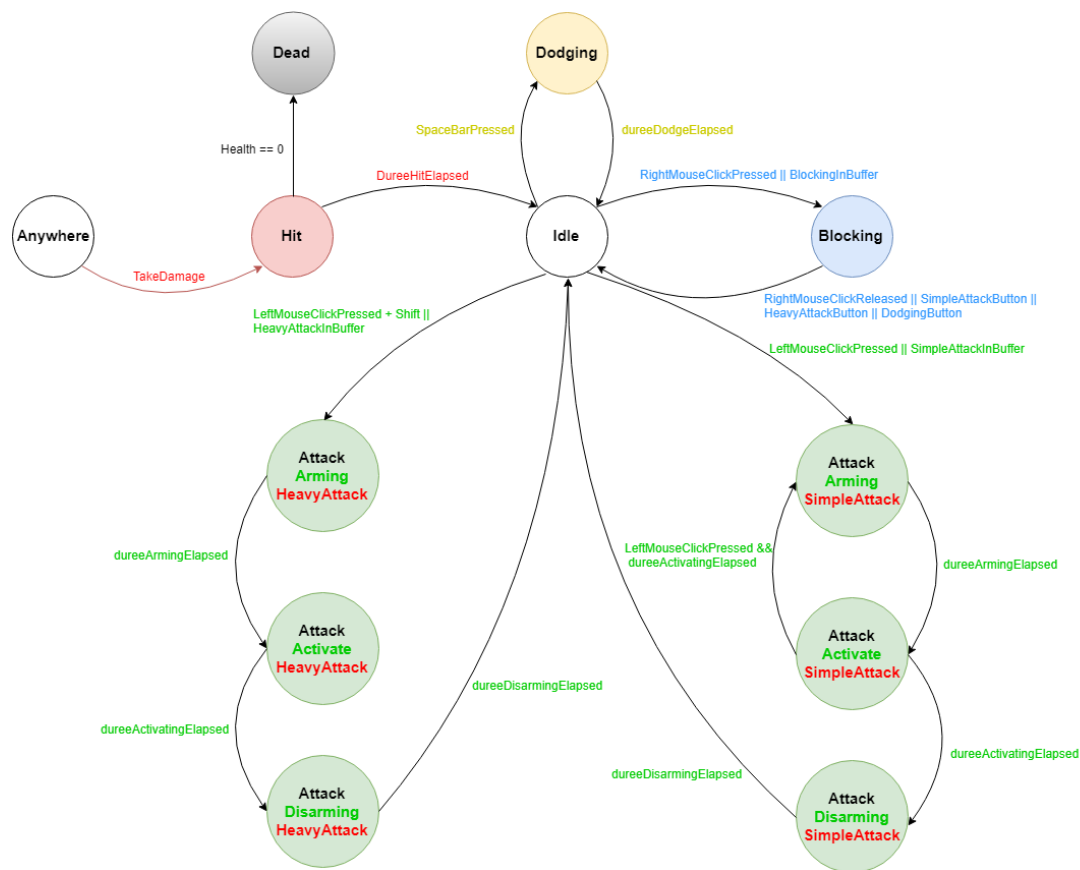 Dead
Dodging
SpaceBarPressed
dureeDodgeElapsed
Health == 0
DureeHitElapsed
RightMouseClickPressed || BlockingInBuffer
Anywhere
Hit
Idle
Blocking
TakeDamage
RightMouseClickReleased || SimpleAttackButton ||
HeavyAttackButton || DodgingButton
LeftMouseClickPressed + Shift ||
HeavyAttackInBuffer
LeftMouseClickPressed || SimpleAttackInBuffer
Attack
Arming
HeavyAttack
Attack
Arming
SimpleAttack
dureeArmingElapsed
LeftMouseClickPressed &&
dureeActivatingElapsed
dureeArmingElapsed
Attack
Activate
HeavyAttack
Attack
Activate
SimpleAttack
dureeDisarmingElapsed
dureeActivatingElapsed
dureeActivatingElapsed
dureeDisarmingElapsed
Attack
Disarming
HeavyAttack
Attack
Disarming
SimpleAttack